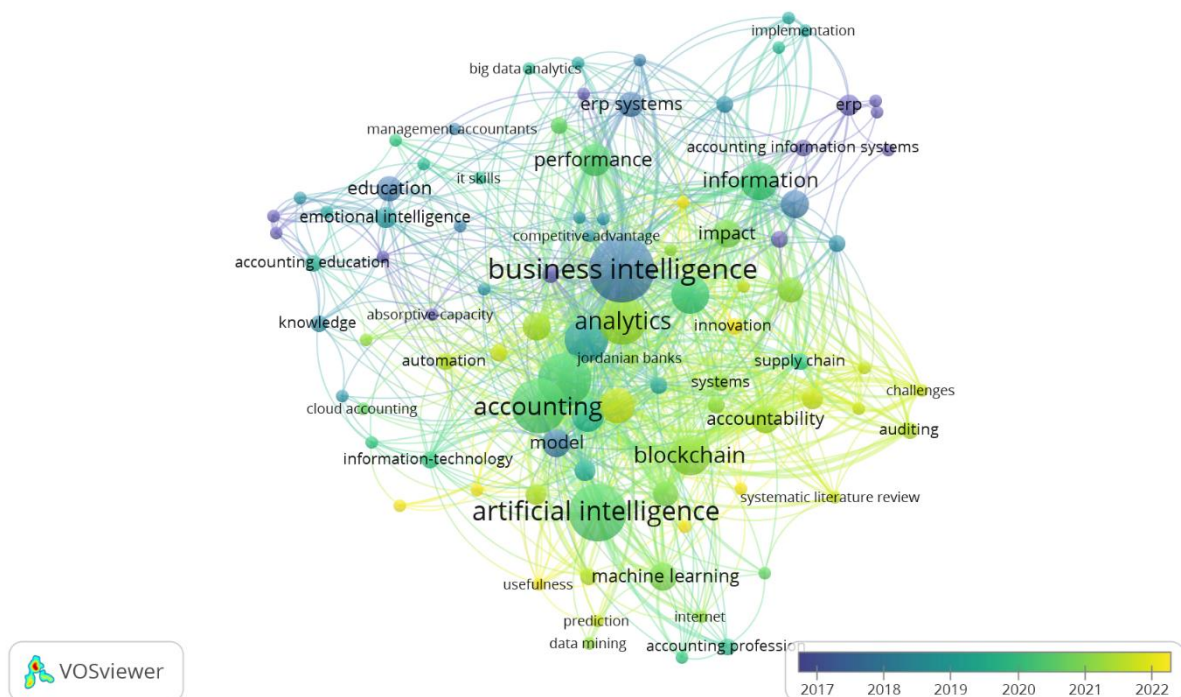 implementation
big data analytics
erp systems
erp
management accountants
accounting information systems
performance
it skills
information
education
emotional intelligence
competitive advantage
impact
accounting education
business intelligence
absorptive-capacity
knowledge
analytics
innovation
automation
jordanian banks
supply chain
systems
challenges
cloud accounting
accounting
accountability
auditing
model
information-technology
blockchain
systematic literature review
artificial intelligence
usefulness
machine learning
prediction
internet
data mining
accounting profession
VOSviewer
2017 2018 2019 2020 2021 2022